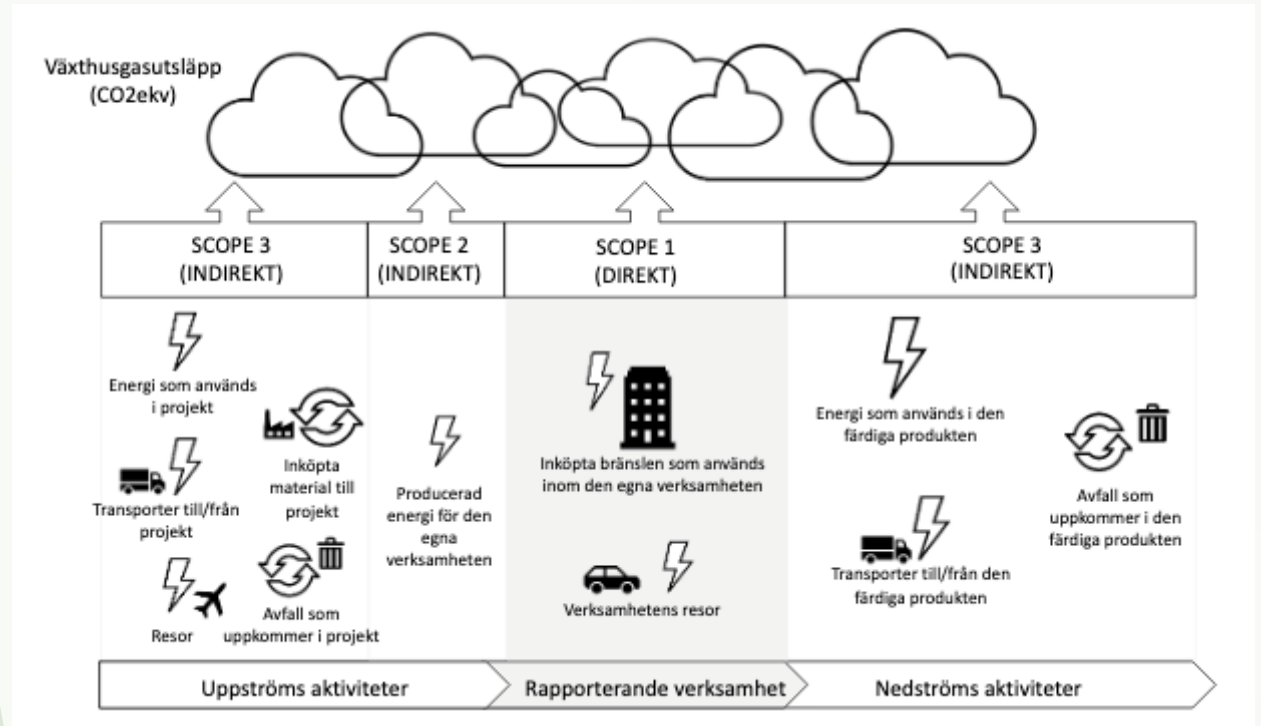 Växthusgasutsläpp
(CO2ekv)
SCOPE 3
(INDIREKT)
SCOPE 2
(INDIREKT)
SCOPE 1
(DIREKT)
SCOPE 3
(INDIREKT)
Energi som används
i projekt
Inköpta
material till
projekt
Transporter till/från
projekt
Resor
Avfall som
uppkommer i projekt
Producerad
energi för den
egna
verksamheten
Inköpta bränslen som används
inom den egna verksamheten
Verksamhetens resor
Energi som används i den
färdiga produkten
Avfall som
uppkommer i den
färdiga produkten
Transporter till/från den
färdiga produkten
Uppströms aktiviteter
Rapporterande verksamhet
Nedströms aktiviteter